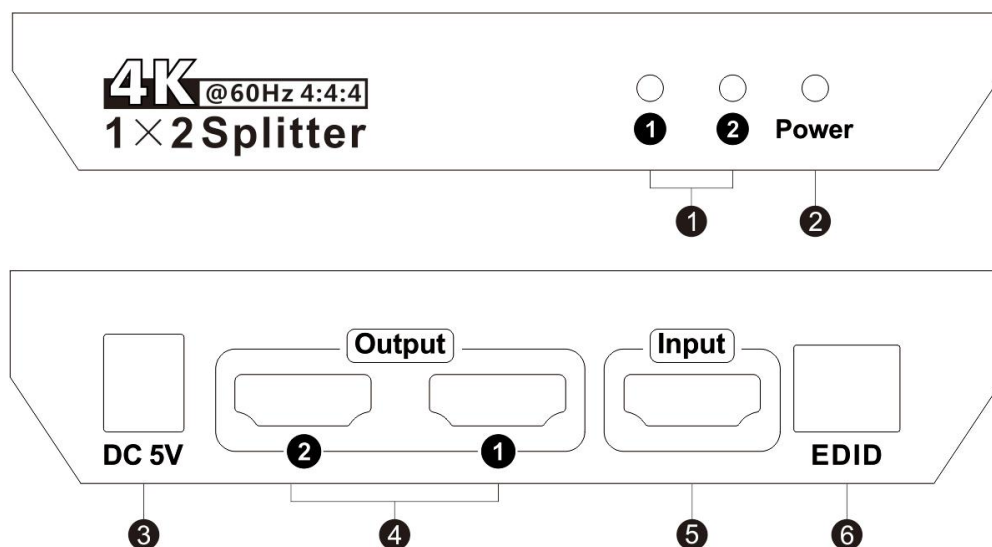 4K @60Hz 4:4:4
1×2 Splitter
1 2 Power
1 2
Output Input
DC 5V 2 1 EDID
3 4 5 6